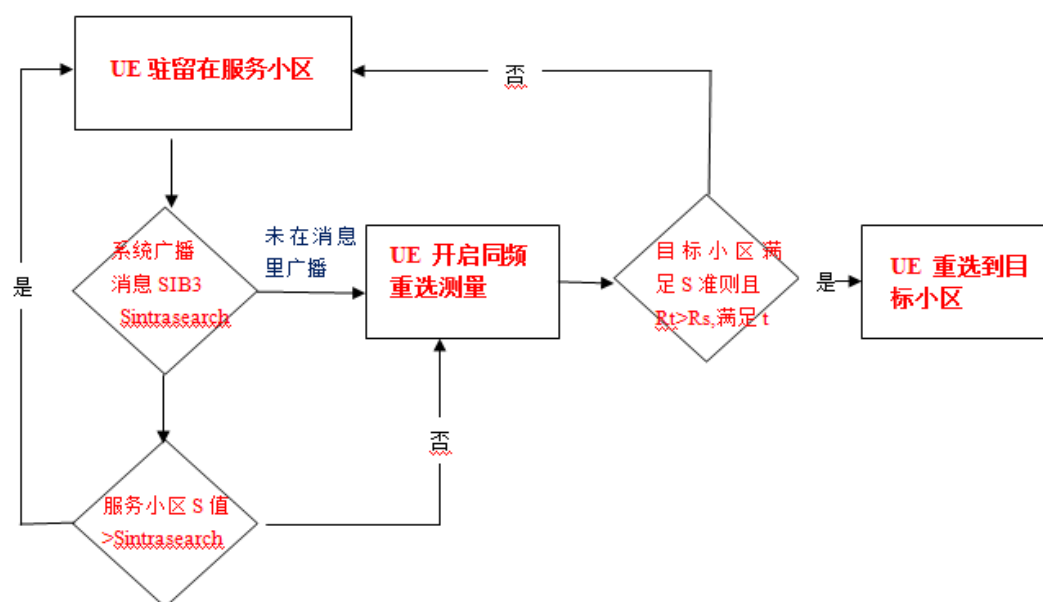 UE 驻留在服务小区
否
系统广播
消息 SIB3
Sintrasearch
未在消息
里广播
UE 开启同频
重选测量
目标小区满
足 S 准则且
Rt>Rs,满足 t
是
UE 重选到目
标小区
是
否
服务小区 S 值
>Sintrasearch